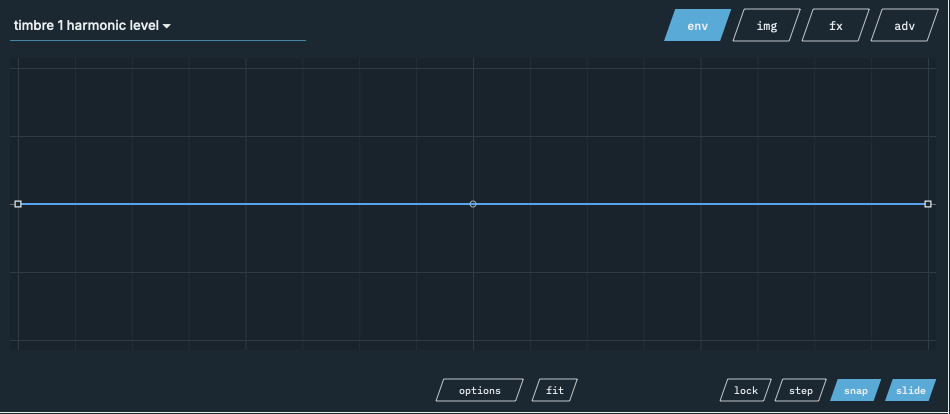 timbre 1 harmonic level
env img fx adv
options fit lock step snap slide